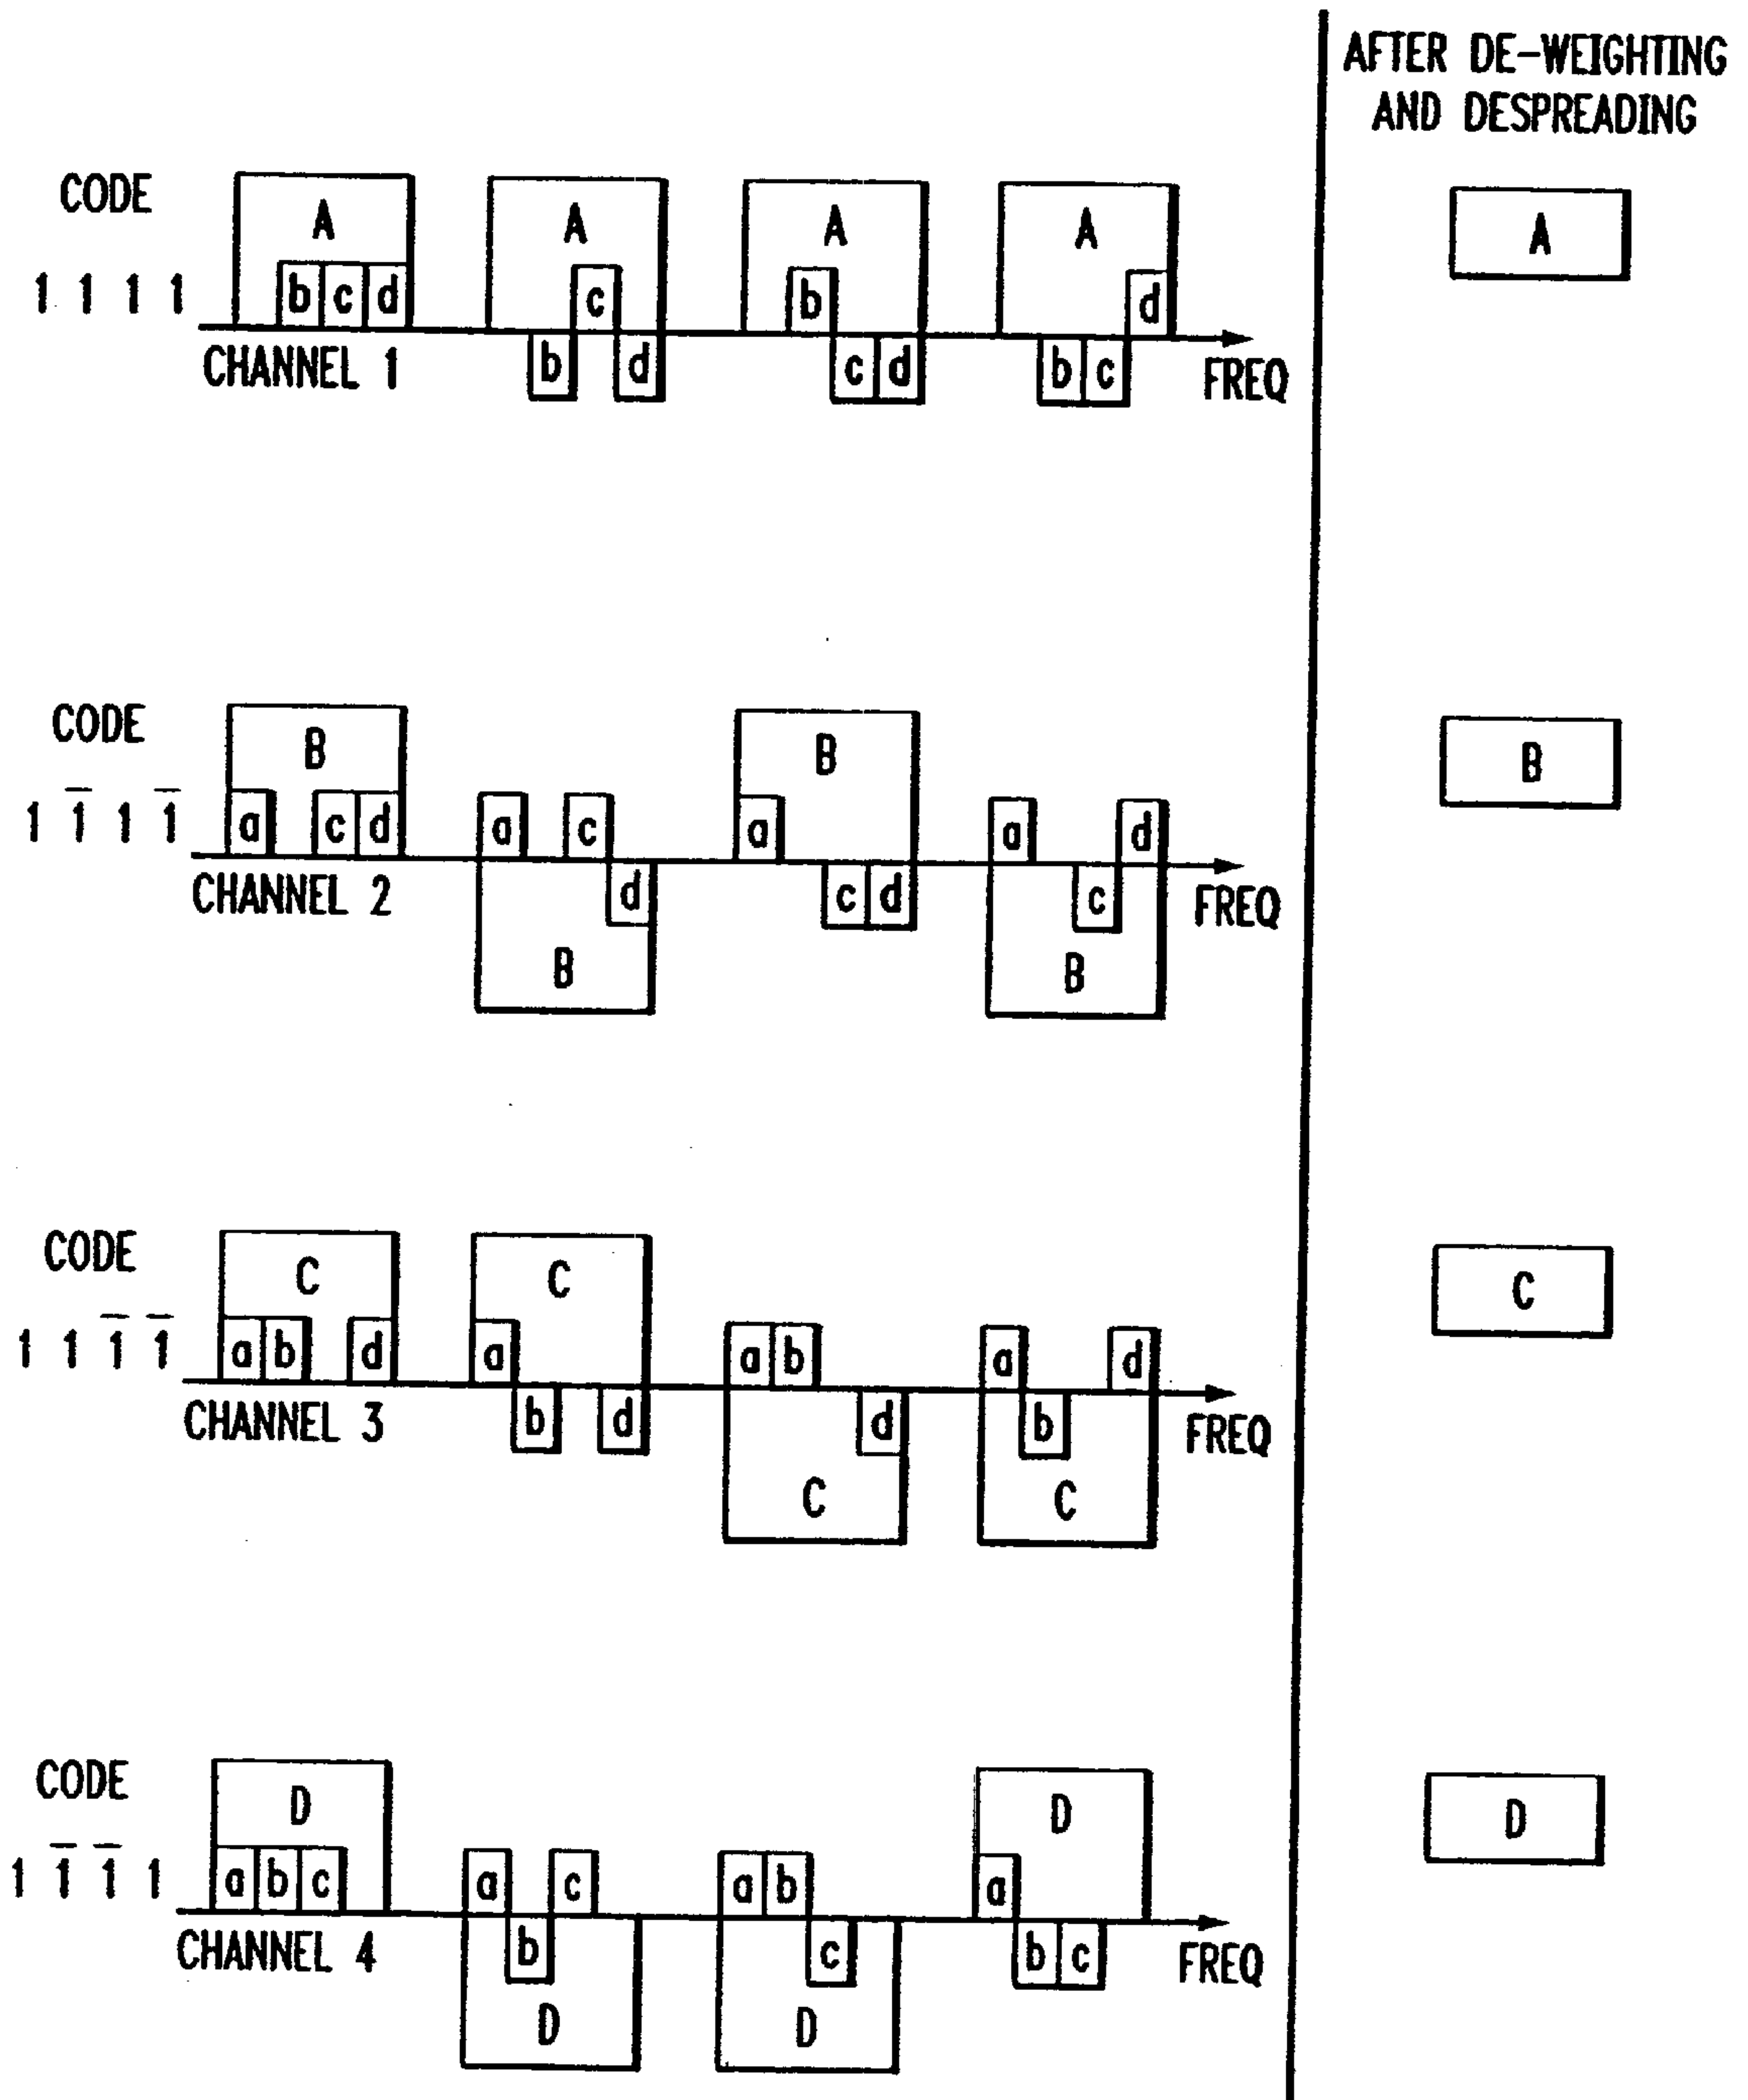 AFTER DE-WEIGHTING
AND DESPREADING
CODE
A A A A
A
1 1 1 1
b c d c b d
CHANNEL 1
b d c d b c
FREQ
CODE
B B
B
1 1̅ 1 1̅
a c d a c a a d
CHANNEL 2
d c d c
FREQ
B B
CODE
C C
C
1 1 1̅ 1̅
a b d a a b a d
CHANNEL 3
b d d b
FREQ
C C
CODE
D D
D
1 1̅ 1̅ 1
a b c a c a b a
CHANNEL 4
b c b c
FREQ
D D